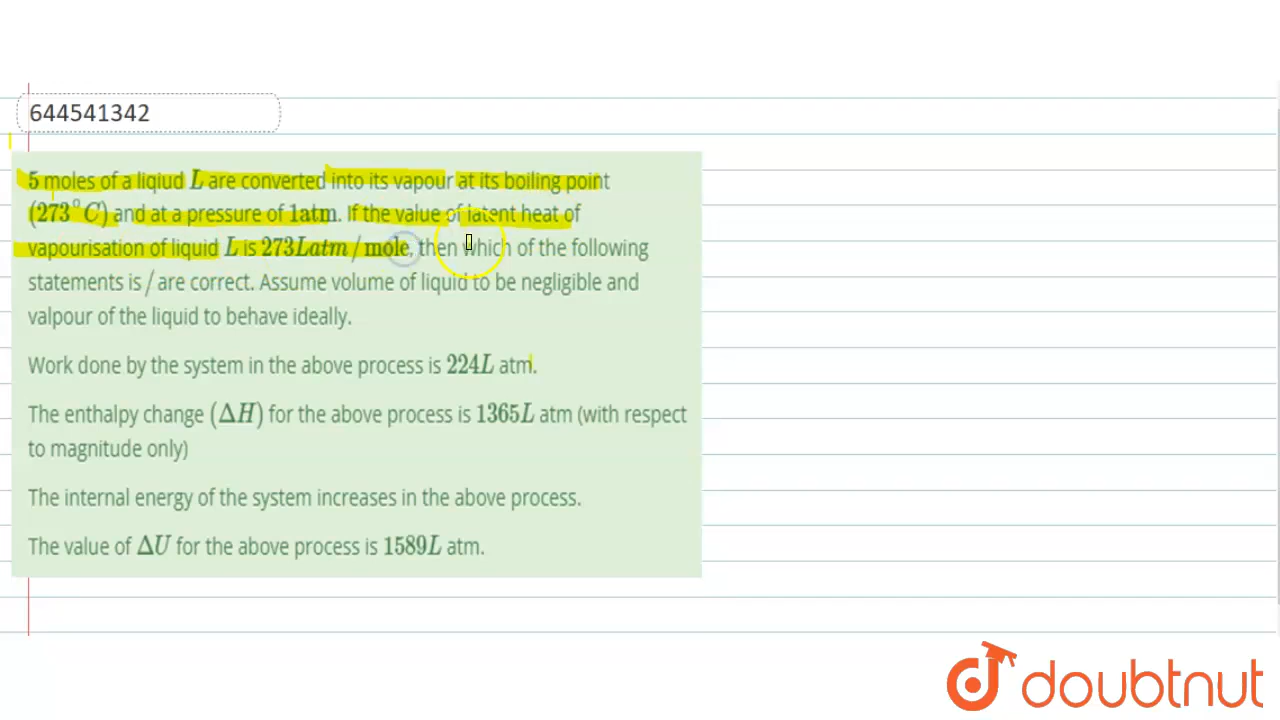 644541342
5 moles of a liqiud L are converted into its vapour at its boiling point
(273°C) and at a pressure of 1atm. If the value of latent heat of
vapourisation of liquid L is 273Latm/mole, then which of the following
statements is/are correct. Assume volume of liquid to be negligible and
valpour of the liquid to behave ideally.
Work done by the system in the above process is 224L atm.
The enthalpy change (ΔH) for the above process is 1365L atm (with respect
to magnitude only)
The internal energy of the system increases in the above process.
The value of ΔU for the above process is 1589L atm.
doubtnut